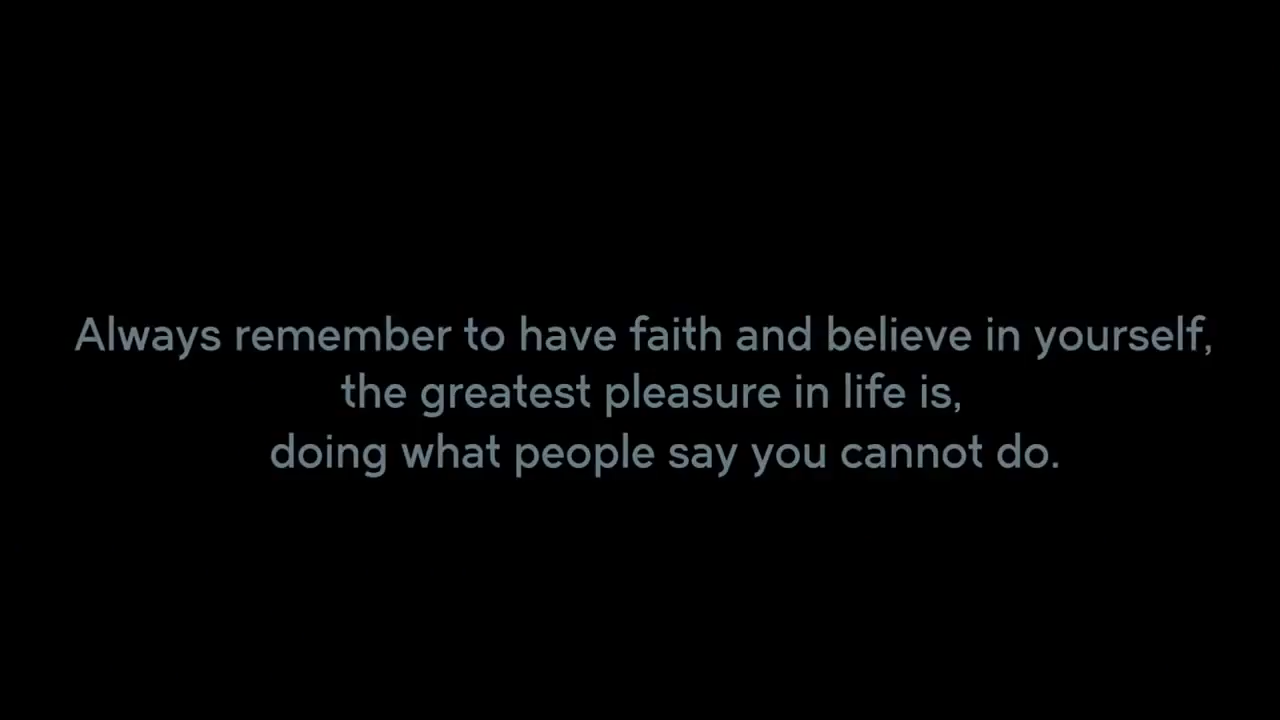 Always remember to have faith and believe in yourself,
the greatest pleasure in life is,
doing what people say you cannot do.